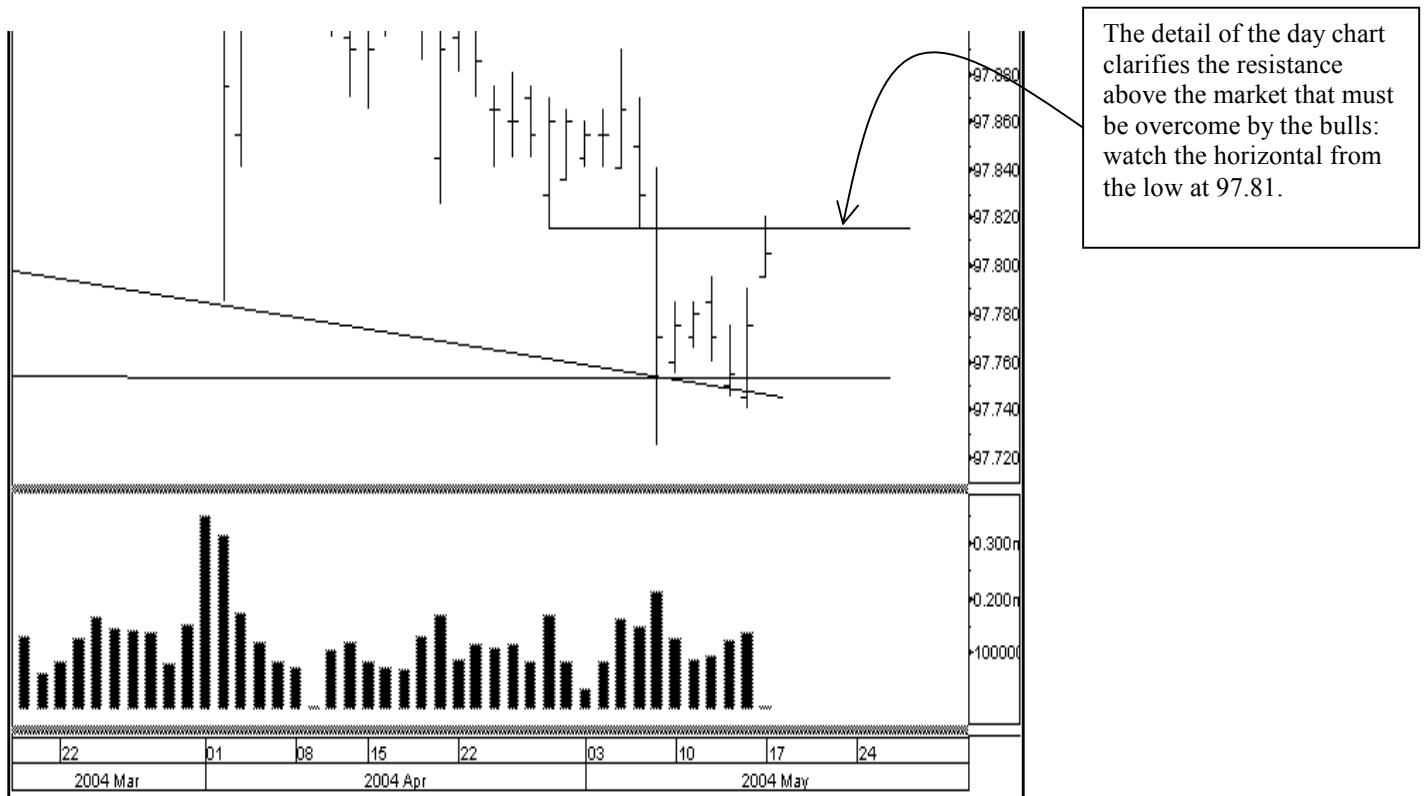 The detail of the day chart
clarifies the resistance
above the market that must
be overcome by the bulls:
watch the horizontal from
the low at 97.81.
97.880
97.860
97.840
97.820
97.800
97.780
97.760
97.740
97.720
0.300m
0.200m
100000
22 01 08 15 22 03 10 17 24
2004 Mar 2004 Apr 2004 May